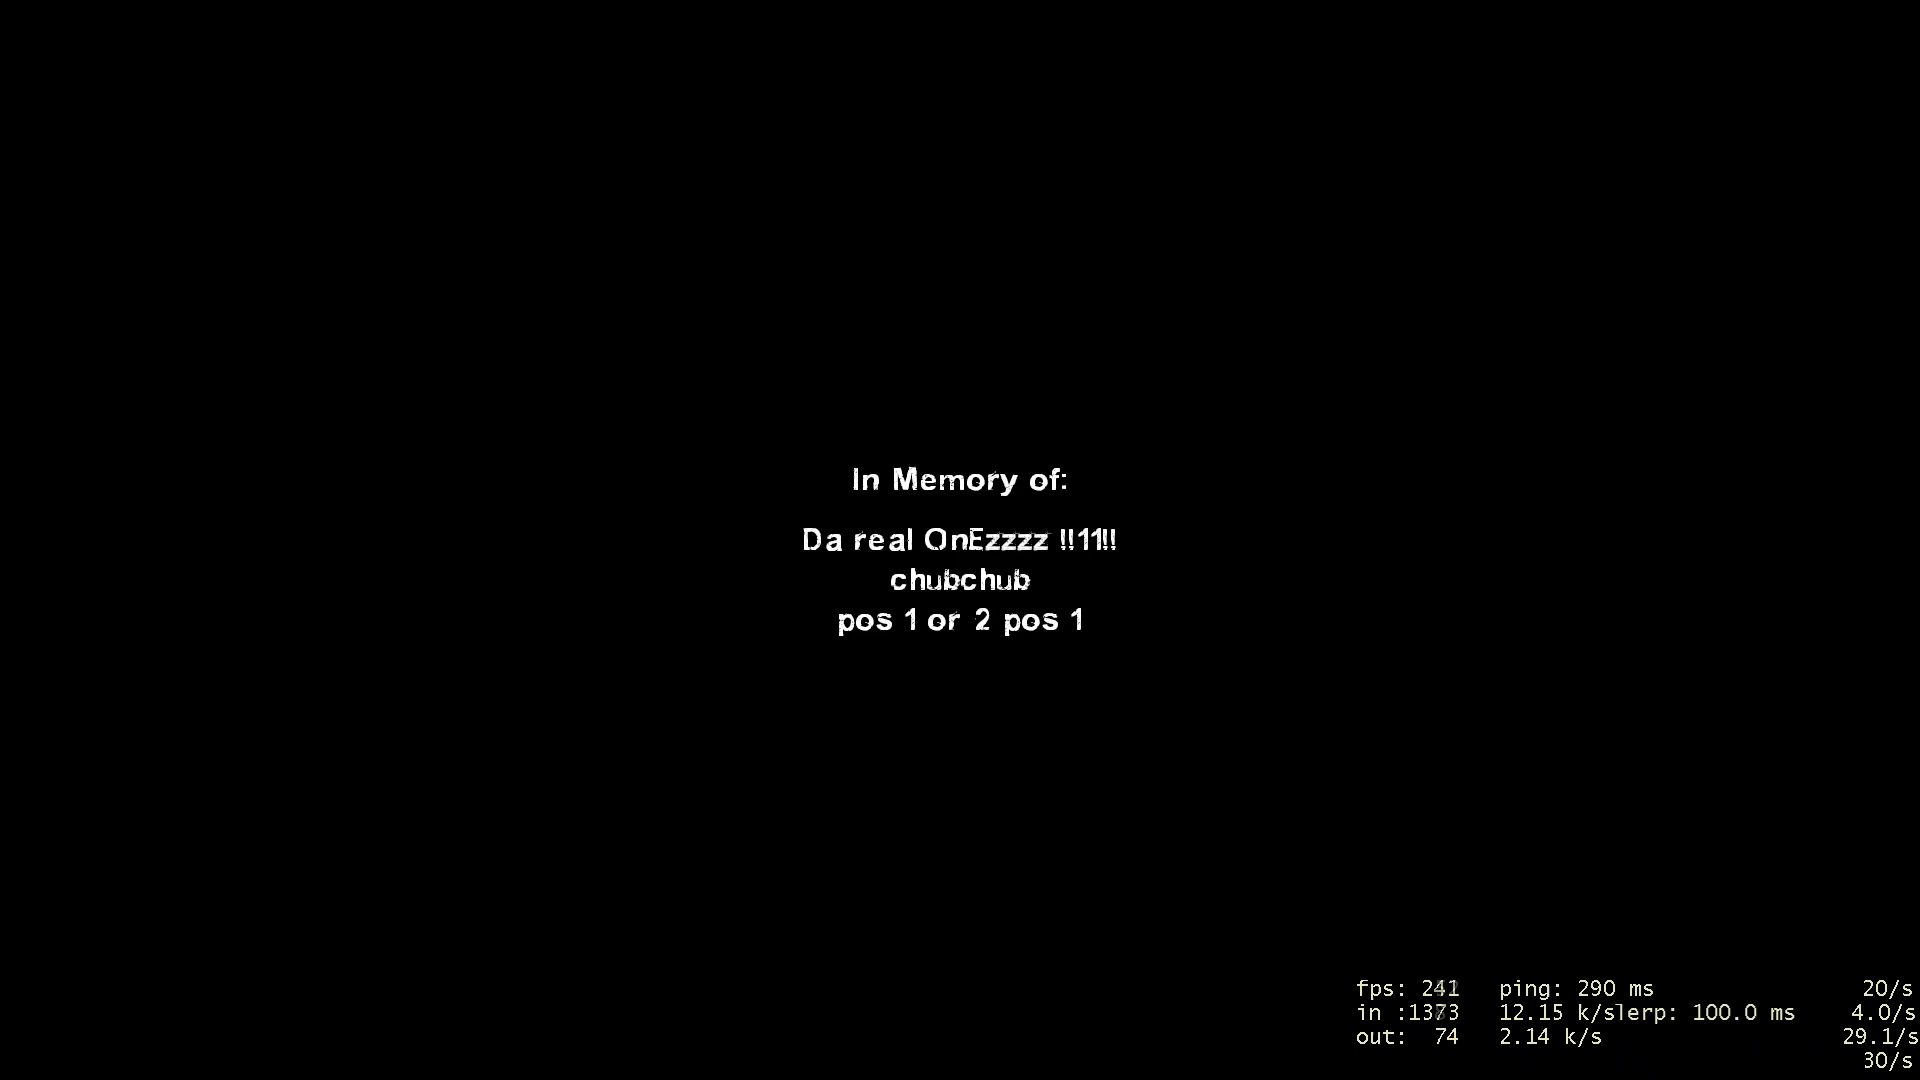 In Memory of:
Da real OnEzzzz !!11!!
chubchub
pos 1 or 2 pos 1
fps: 241 ping: 290 ms 20/s
in :1373 12.15 k/slerp: 100.0 ms 4.0/s
out: 74 2.14 k/s 29.1/s
30/s